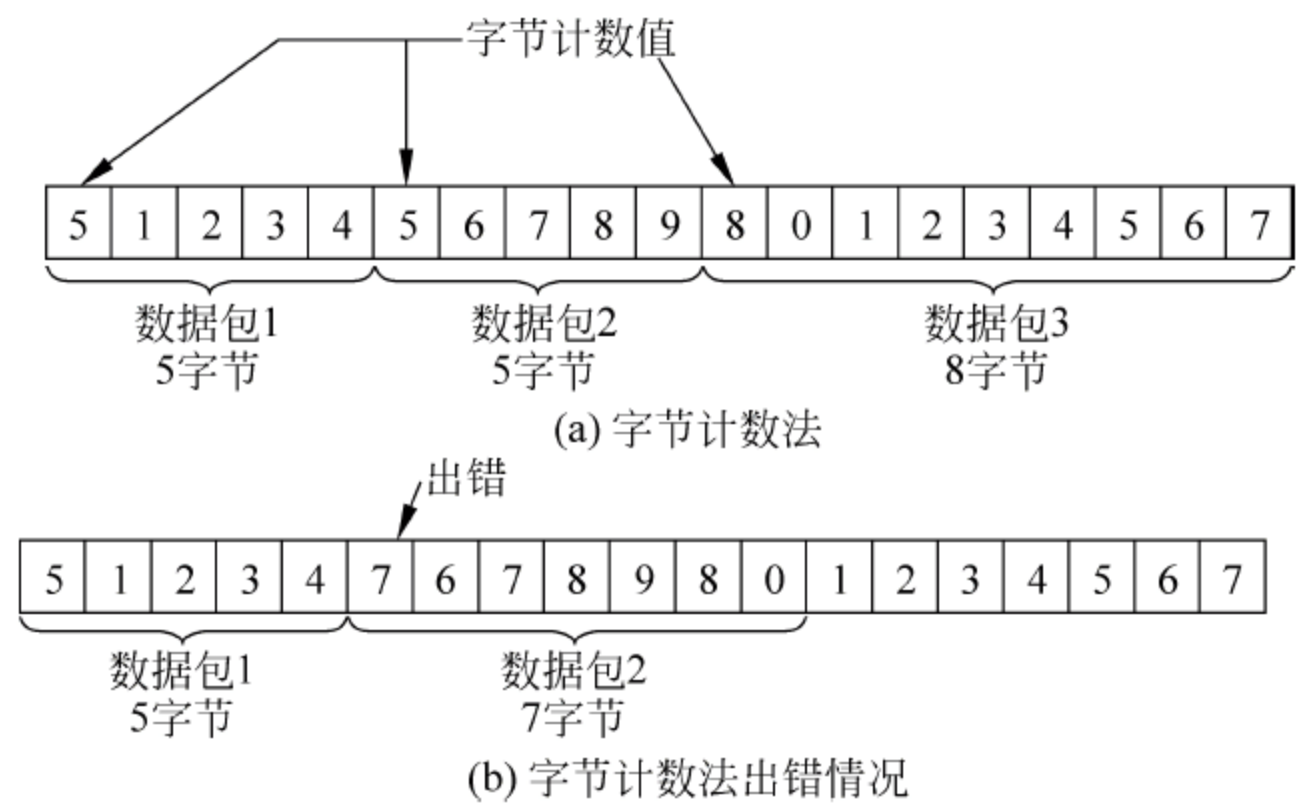 字节计数值
5 1 2 3 4 5 6 7 8 9 8 0 1 2 3 4 5 6 7
数据包1 数据包2 数据包3
5字节 5字节 8字节
(a) 字节计数法
出错
5 1 2 3 4 7 6 7 8 9 8 0 1 2 3 4 5 6 7
数据包1 数据包2
5字节 7字节
(b) 字节计数法出错情况